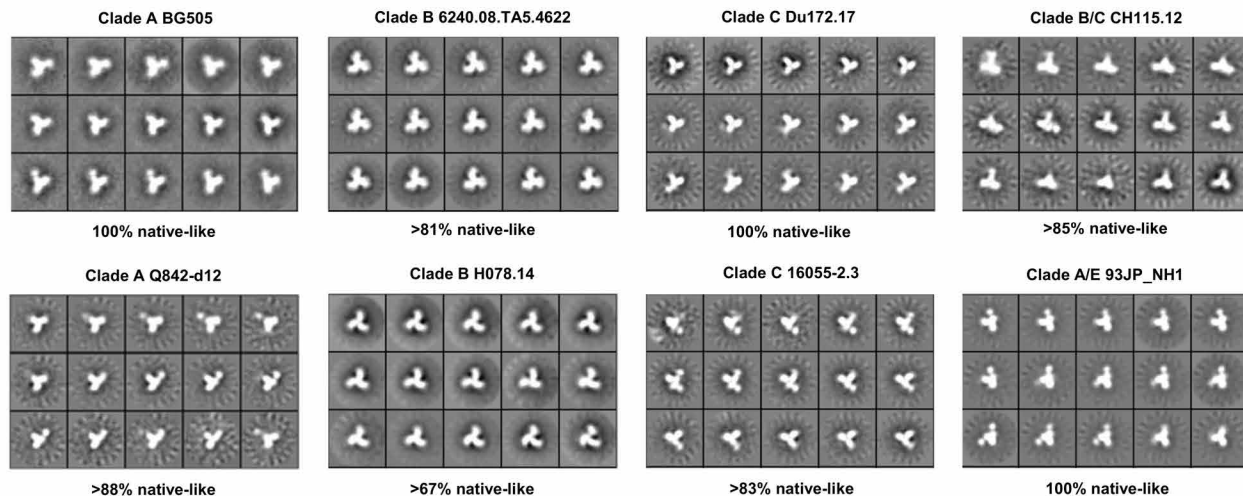 Clade A BG505
Clade B 6240.08.TA5.4622
Clade C Du172.17
Clade B/C CH115.12
100% native-like
>81% native-like
100% native-like
>85% native-like
Clade A Q842-d12
Clade B H078.14
Clade C 16055-2.3
Clade A/E 93JP_NH1
>88% native-like
>67% native-like
>83% native-like
100% native-like